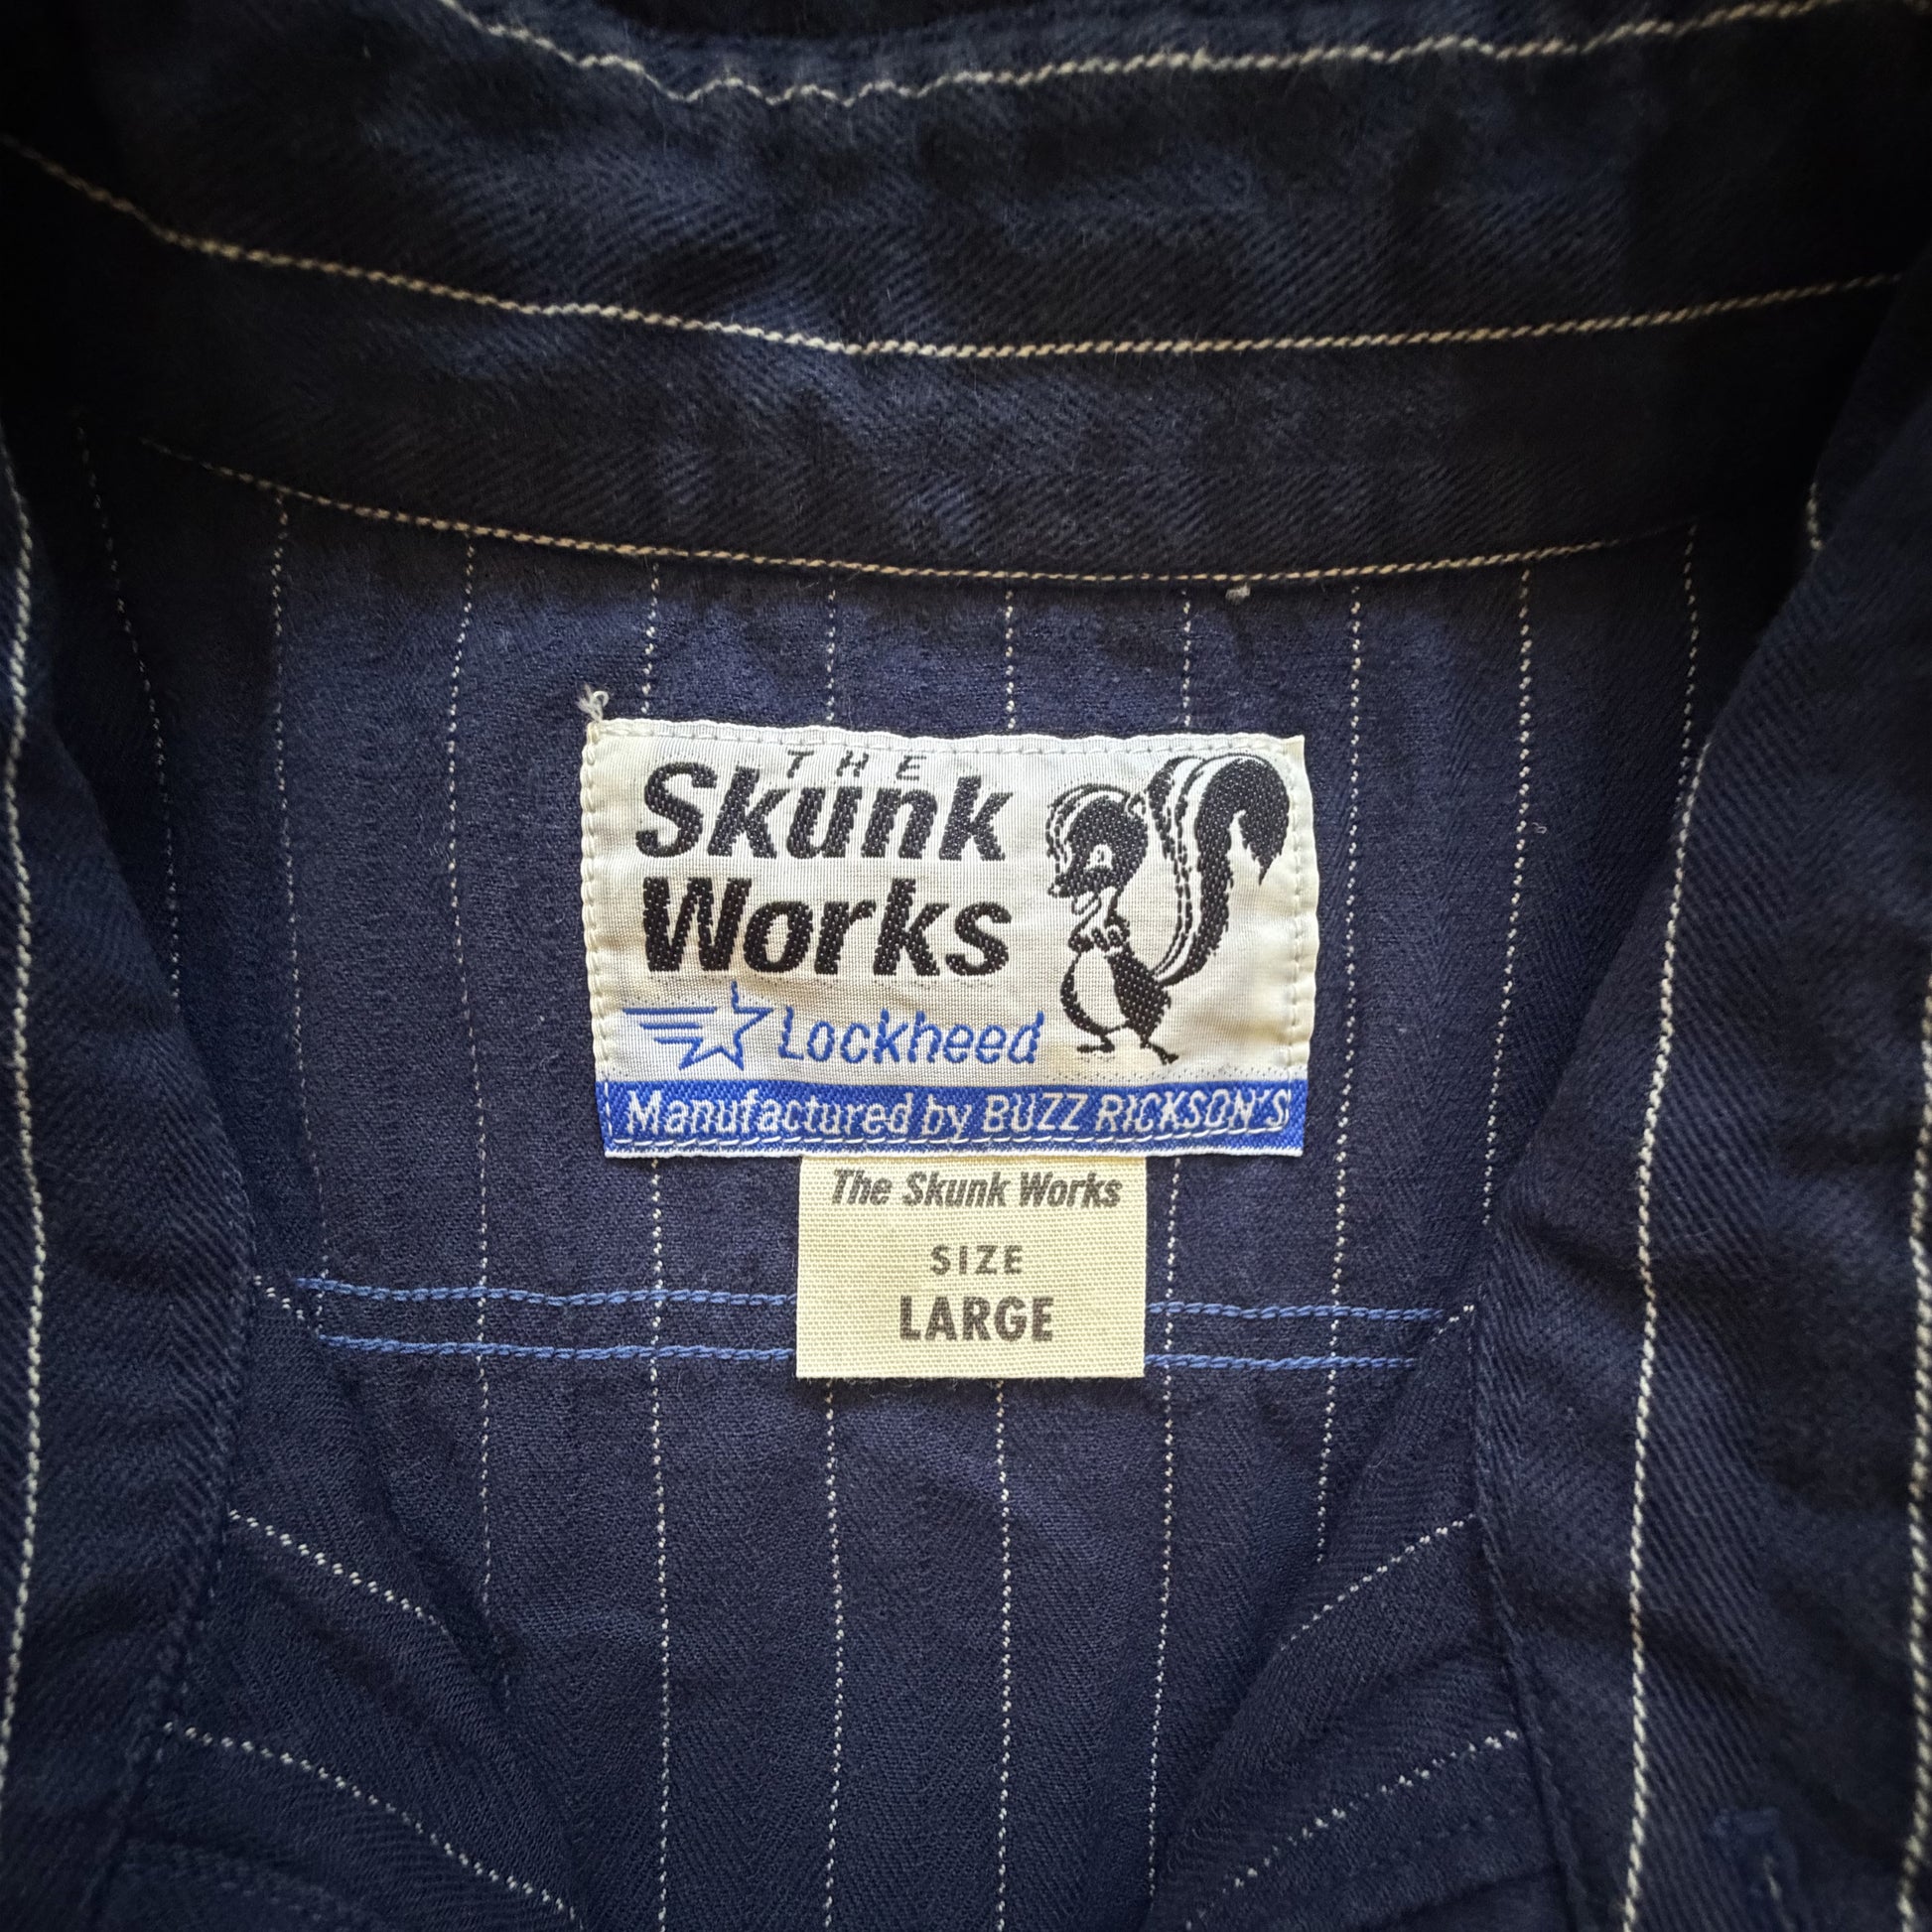 THE
Skunk
Works
Lockheed
Manufactured by BUZZ RICKSON'S
The Skunk Works
SIZE
LARGE